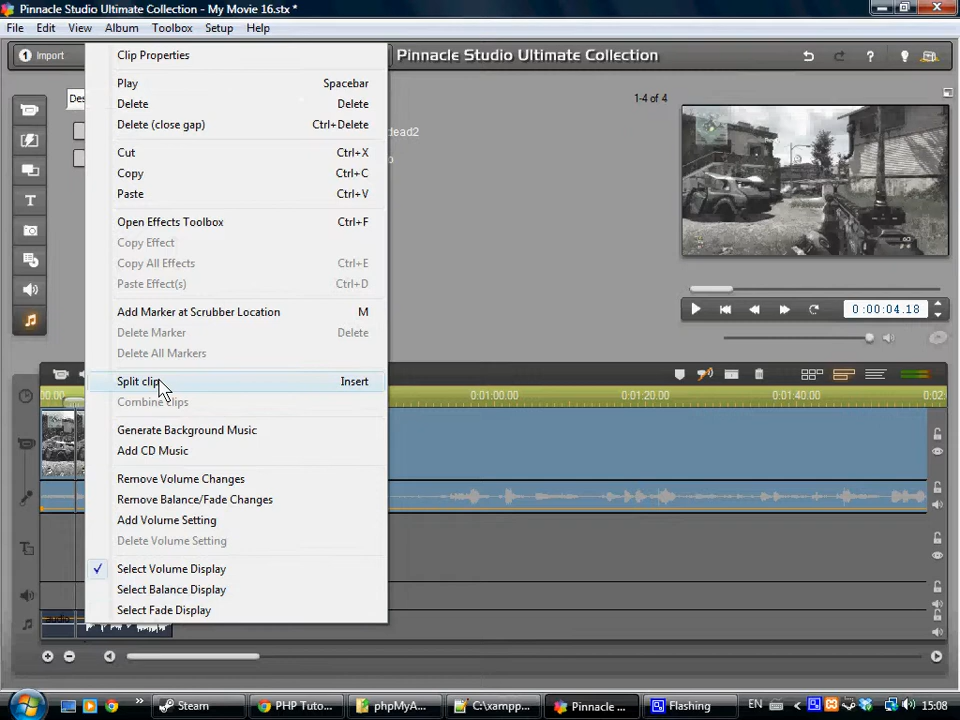 Pinnacle Studio Ultimate Collection - My Movie 16.stx *
File Edit View Album Toolbox Setup Help
1 Import
Pinnacle Studio Ultimate Collection
Clip Properties
1-4 of 4
Play Spacebar
Delete Delete
Delete (close gap) Ctrl+Delete
dead2
Cut Ctrl+X
Copy Ctrl+C
Paste Ctrl+V
Open Effects Toolbox Ctrl+F
Copy Effect
Copy All Effects Ctrl+E
Paste Effect(s) Ctrl+D
Add Marker at Scrubber Location M
0:00:04.18
Delete Marker Delete
Delete All Markers
Split clip Insert
Combine clips
0:01:00.00 0:01:20.00 0:01:40.00
Generate Background Music
Add CD Music
Remove Volume Changes
Remove Balance/Fade Changes
Add Volume Setting
Delete Volume Setting
Select Volume Display
Select Balance Display
Select Fade Display
audio
Steam
PHP Tuto...
phpMyA...
C:\xampp...
Pinnacle ...
Flashing
EN
15:08